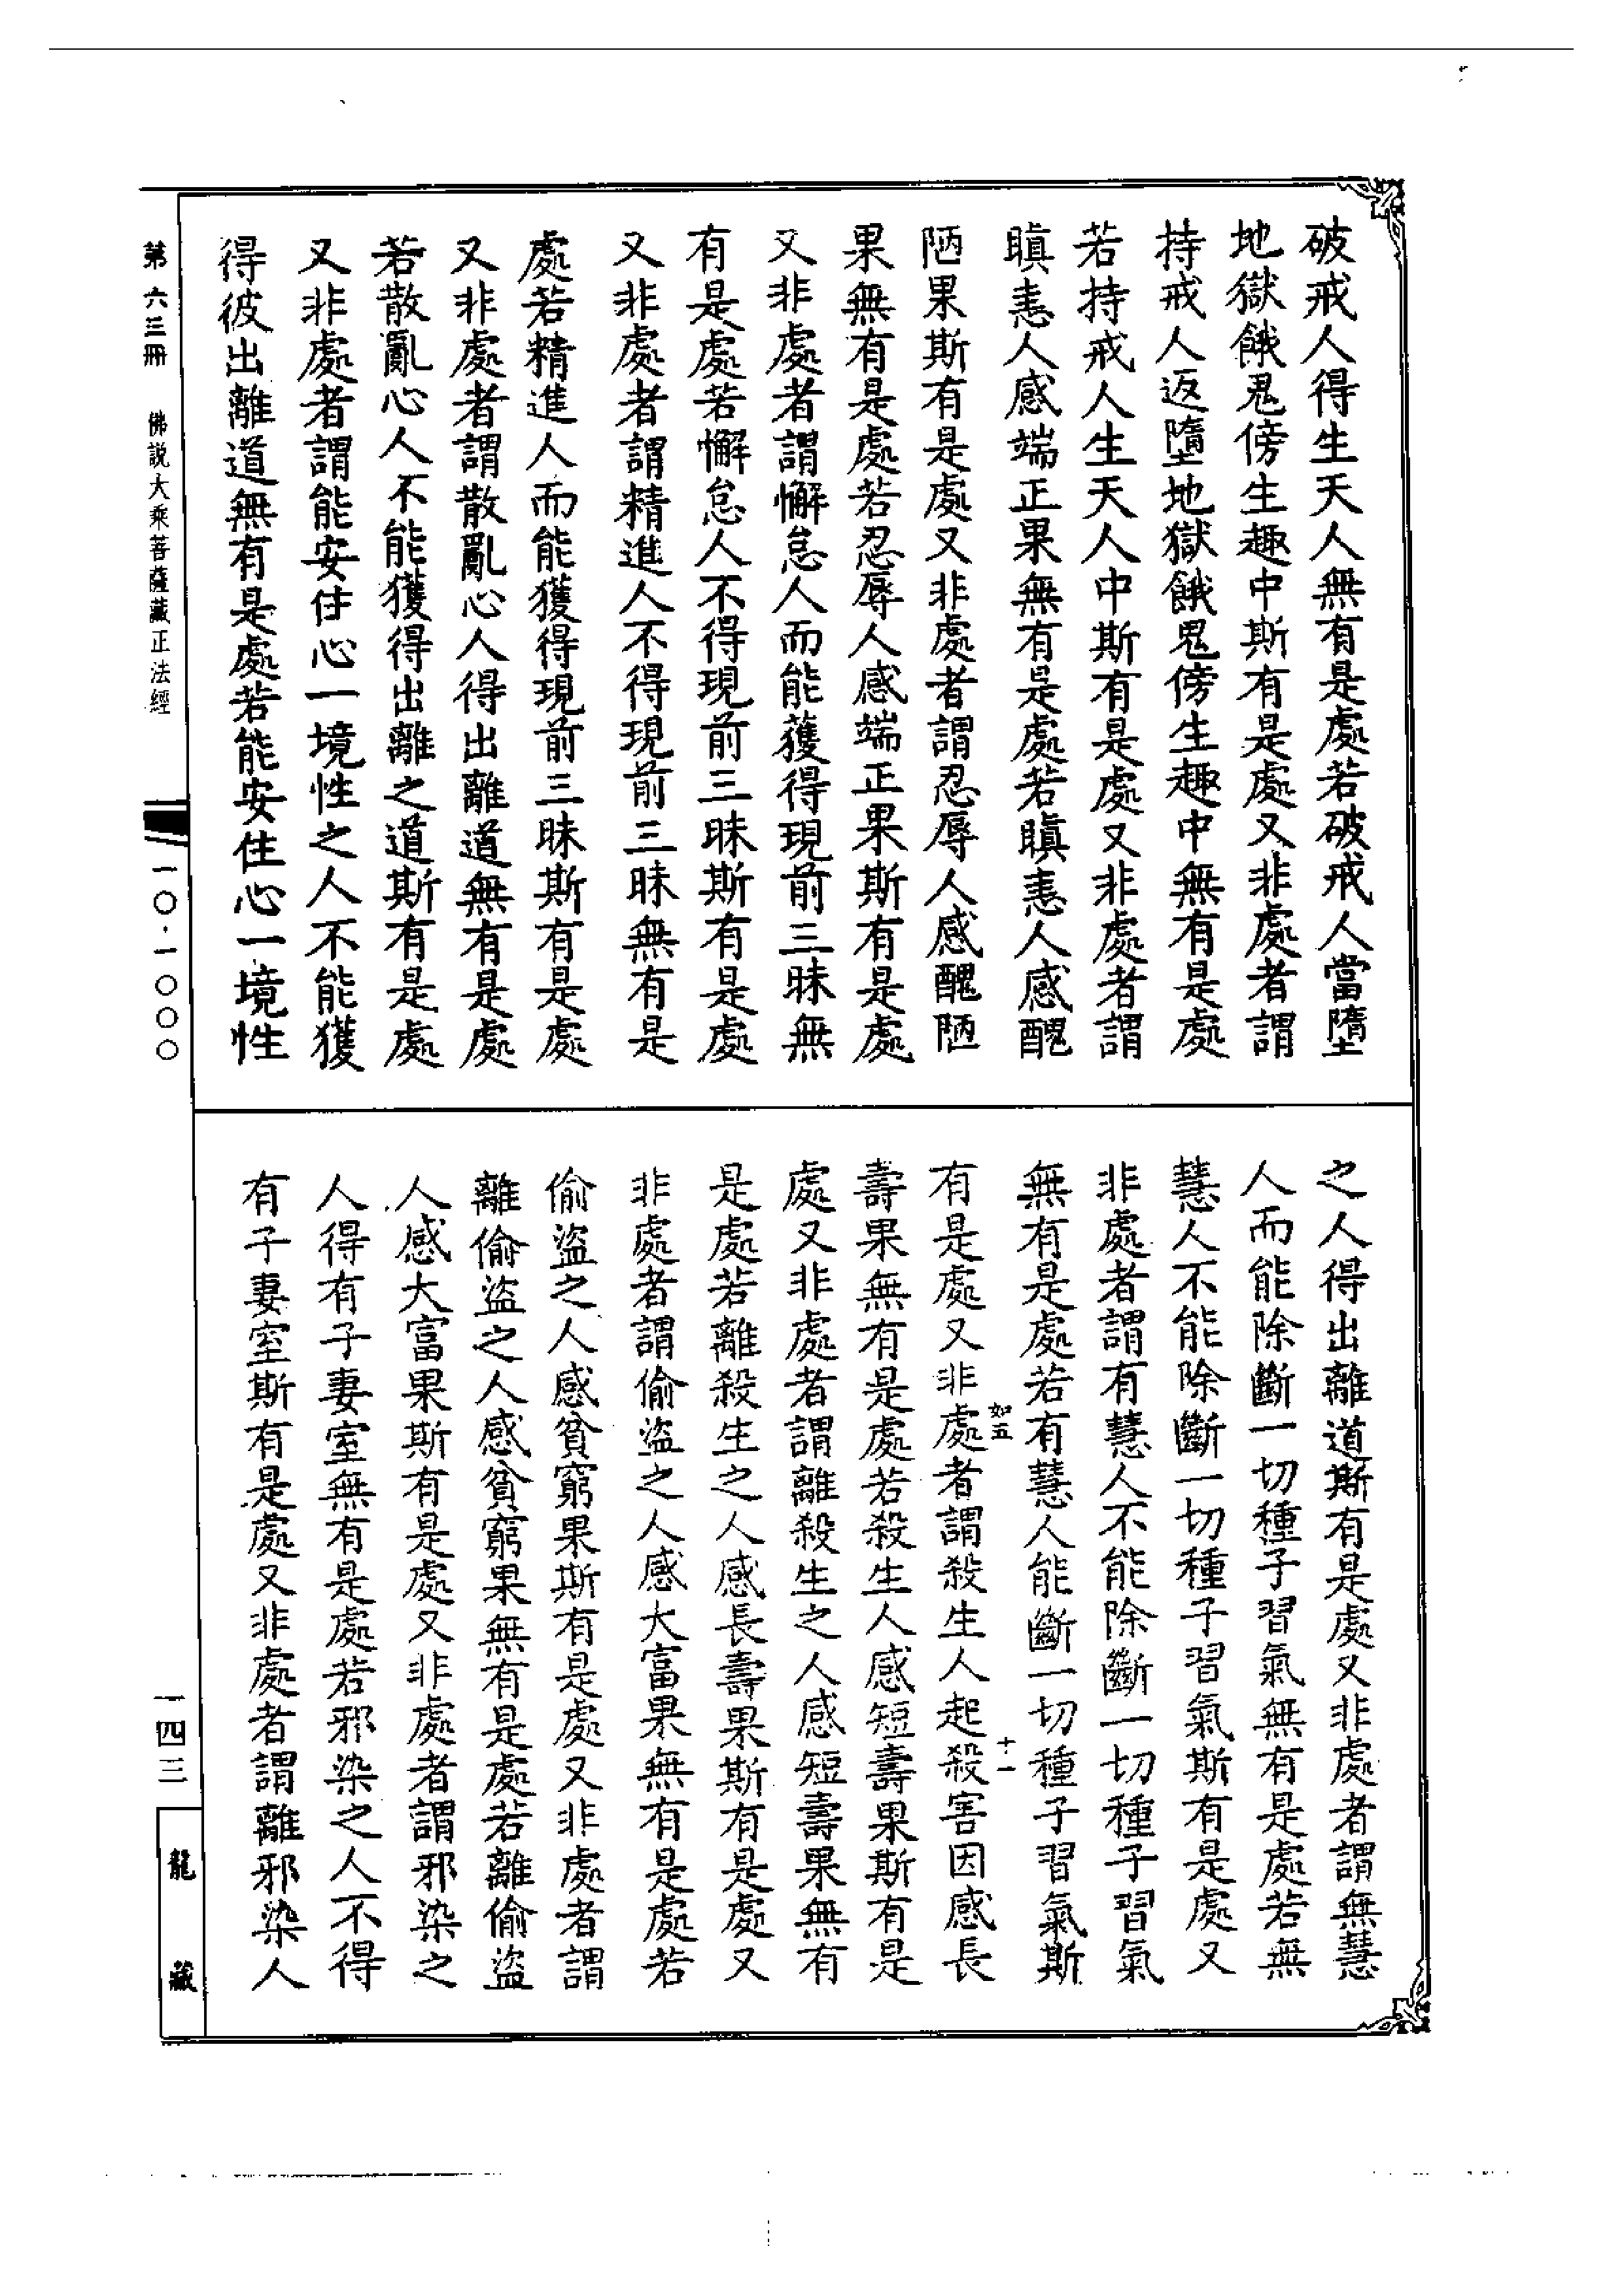 破戒人得生天人無有是處若破戒人當墮
地獄餓鬼傍生趣中斯有是處又非處者謂
持戒人返墮地獄餓鬼傍生趣中無有是處
若持戒人生天人中斯有是處又非處者謂
瞋恚人感端正果無有是處若瞋恚人感醜
陋果斯有是處又非處者謂忍辱人感醜陋
果無有是處若忍辱人感端正果斯有是處
又非處者謂懈怠人而能獲得現前三昧無
有是處若懈怠人不得現前三昧斯有是處
又非處者謂精進人不得現前三昧無有是
處若精進人而能獲得現前三昧斯有是處
又非處者謂散亂心人得出離道無有是處
若散亂心人不能獲得出離之道斯有是處
又非處者謂能安住心一境性之人不能獲
得彼出離道無有是處若能安住心一境性
之人得出離道斯有是處又非處者謂無慧
人而能除斷一切種子習氣無有是處若無
慧人不能除斷一切種子習氣斯有是處又
非處者謂有慧人不能除斷一切種子習氣
無有是處若有慧人能斷一切種子習氣斯
如五 十一
有是處又非處者謂殺生人起殺害因感長
壽果無有是處若殺生人感短壽果斯有是
處又非處者謂離殺生之人感短壽果無有
是處若離殺生之人感長壽果斯有是處又
非處者謂偷盜之人感大富果無有是處若
偷盜之人感貧窮果斯有是處又非處者謂
離偷盜之人感貧窮果無有是處若離偷盜
人感大富果斯有是處又非處者謂邪染之
人得有子妻室無有是處若邪染之人不得
有子妻室斯有是處又非處者謂離邪染人
第六三冊 佛說大乘菩薩藏正法經
一〇·一〇〇〇
一四三
龍藏